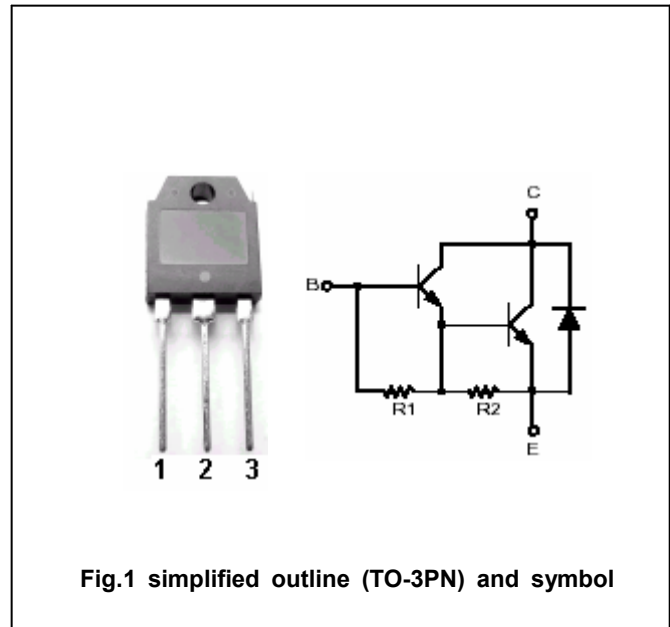 C
B
R1
R2
E
1 2 3
Fig.1 simplified outline (TO-3PN) and symbol